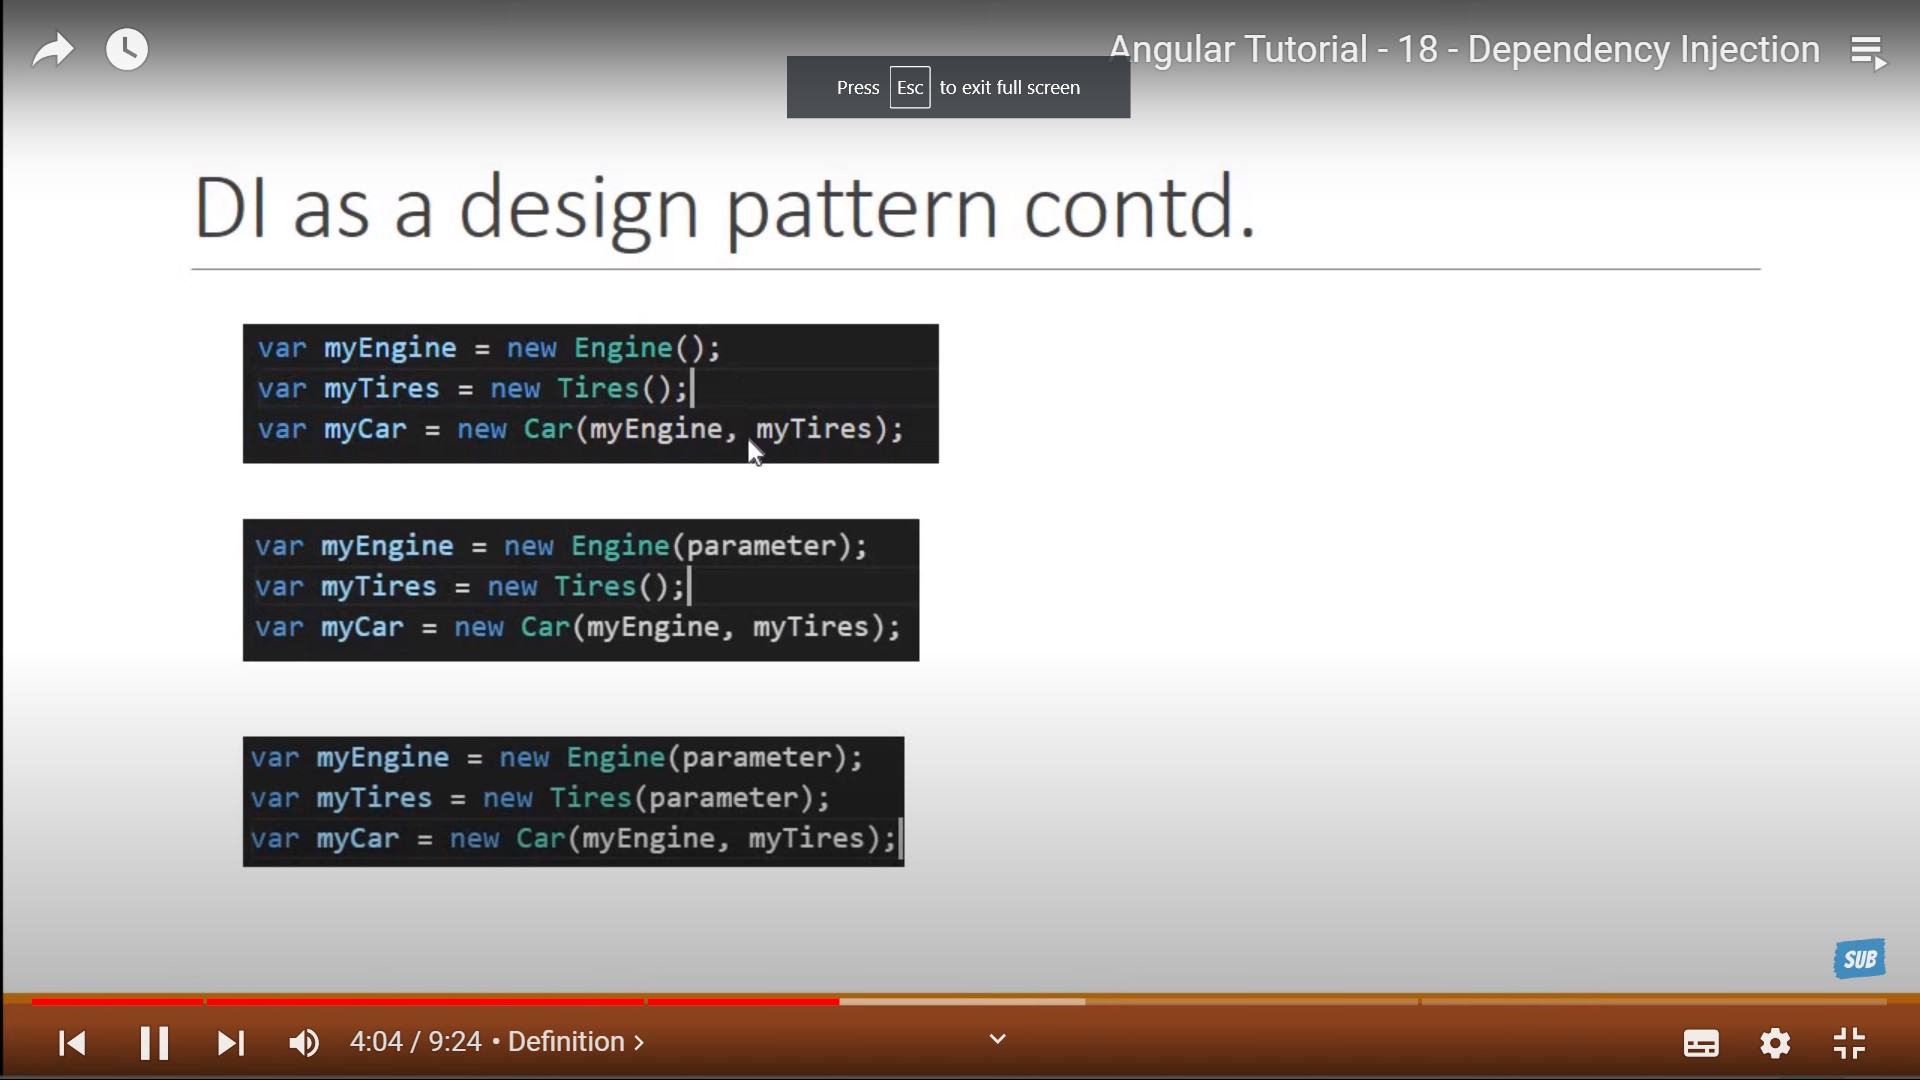 Angular Tutorial - 18 - Dependency Injection
Press Esc to exit full screen
DI as a design pattern contd.
var myEngine = new Engine();
var myTires = new Tires();
var myCar = new Car(myEngine, myTires);
var myEngine = new Engine(parameter);
var myTires = new Tires();
var myCar = new Car(myEngine, myTires);
var myEngine = new Engine(parameter);
var myTires = new Tires(parameter);
var myCar = new Car(myEngine, myTires);
SUB
4:04 / 9:24 • Definition >